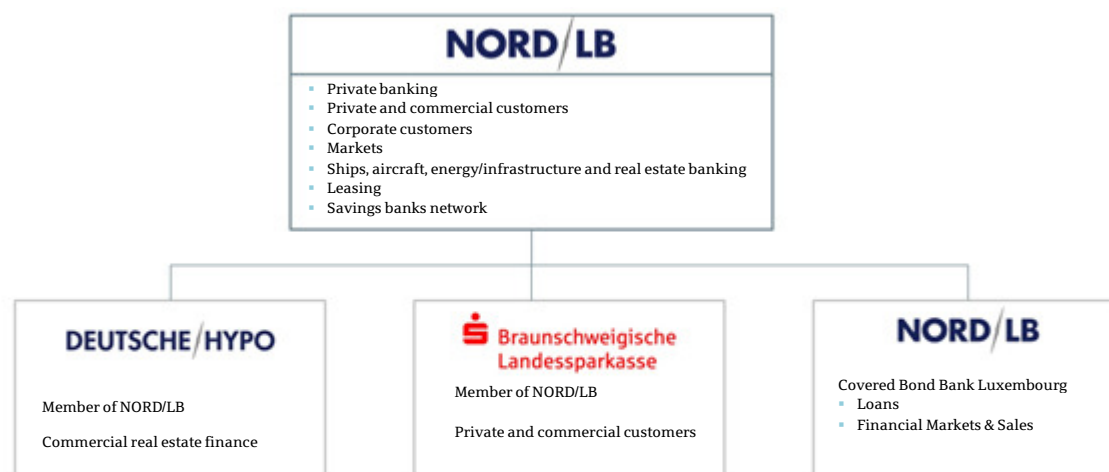 NORD/LB
Private banking
Private and commercial customers
Corporate customers
Markets
Ships, aircraft, energy/infrastructure and real estate banking
Leasing
Savings banks network
DEUTSCHE/HYPO
Member of NORD/LB
Commercial real estate finance
Braunschweigische
Landessparkasse
Member of NORD/LB
Private and commercial customers
NORD/LB
Covered Bond Bank Luxembourg
Loans
Financial Markets & Sales